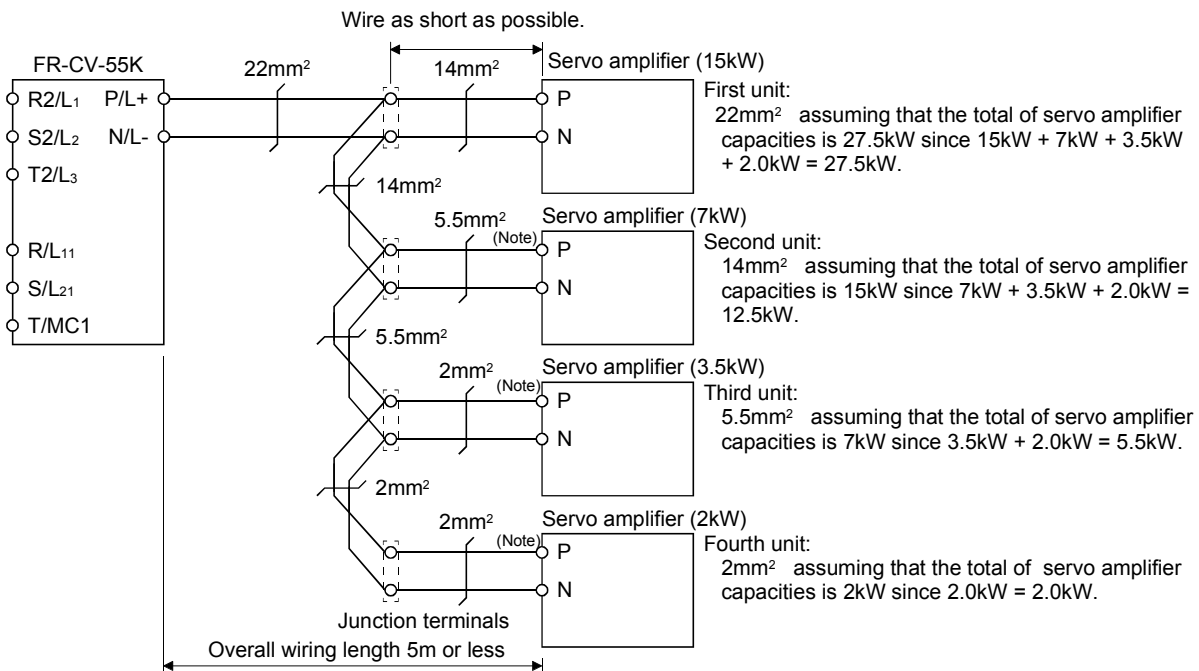 Wire as short as possible.
FR-CV-55K
22mm²
14mm²
Servo amplifier (15kW)
R2/L1 P/L+
S2/L2 N/L-
T2/L3
R/L11
S/L21
T/MC1
P
N
First unit:
22mm² assuming that the total of servo amplifier
capacities is 27.5kW since 15kW + 7kW + 3.5kW
+ 2.0kW = 27.5kW.
14mm²
5.5mm²
(Note)
Servo amplifier (7kW)
P
N
Second unit:
14mm² assuming that the total of servo amplifier
capacities is 15kW since 7kW + 3.5kW + 2.0kW =
12.5kW.
5.5mm²
2mm²
(Note)
Servo amplifier (3.5kW)
P
N
Third unit:
5.5mm² assuming that the total of servo amplifier
capacities is 7kW since 3.5kW + 2.0kW = 5.5kW.
2mm²
2mm²
(Note)
Servo amplifier (2kW)
P
N
Fourth unit:
2mm² assuming that the total of servo amplifier
capacities is 2kW since 2.0kW = 2.0kW.
Junction terminals
Overall wiring length 5m or less